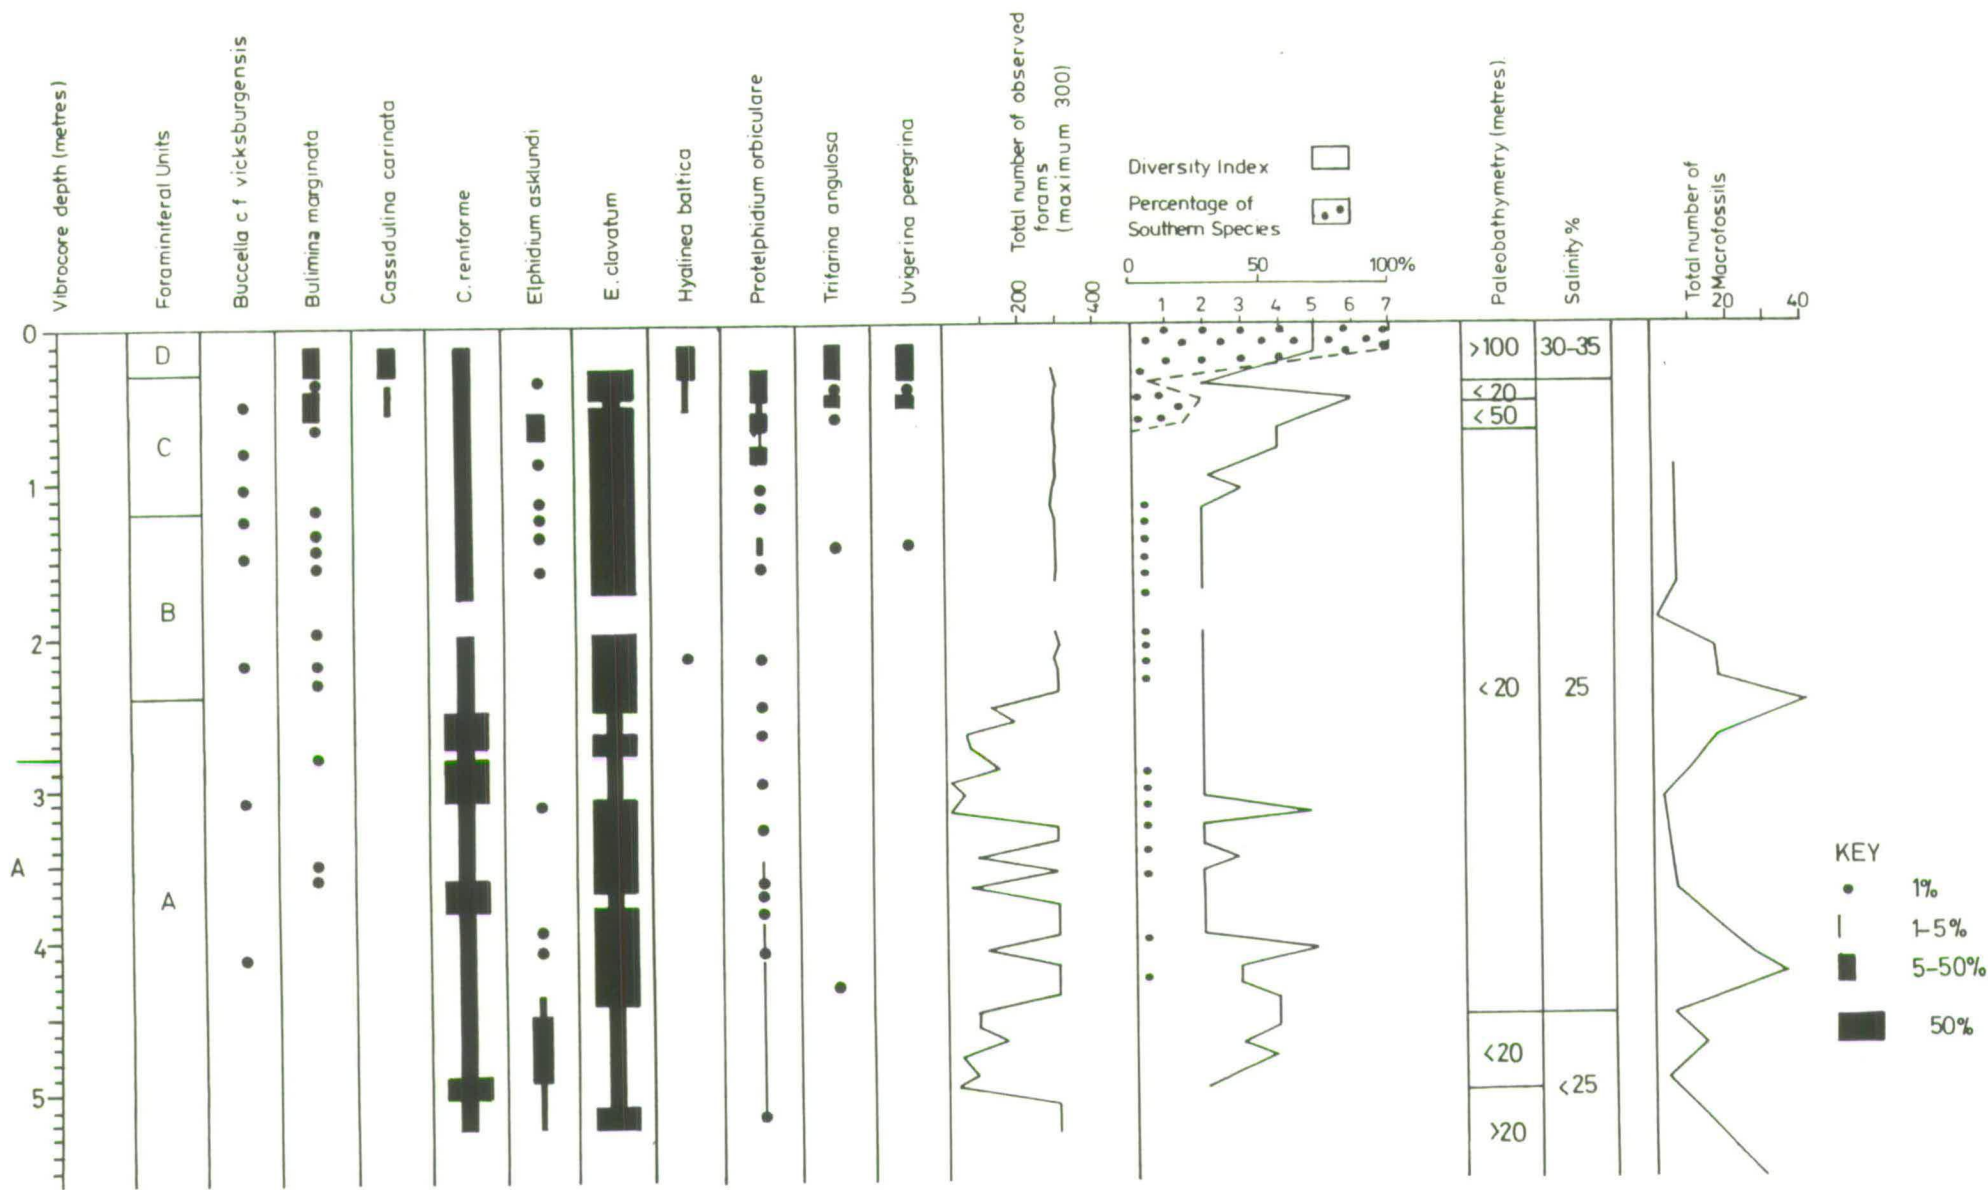 Vibrocore depth (metres)
Foraminiferal Units
Buccella c f vicksburgensis
Bulimina marginata
Cassidulina carinata
C. reniforme
Elphidium asklundi
E. clavatum
Hyalinea baltica
Protelphidium orbiculare
Trifarina angulosa
Uvigerina peregrina
Total number of observed
forams
(maximum 300)
200
400
Diversity Index
Percentage of
Southern Species
0 50 100%
1 2 3 4 5 6 7
Paleobathymetry (metres)
Salinity %
Total number of
Macrofossils
20 40
0
1
2
3
4
5
A
D
C
B
A
>100
30-35
<20
<50
<20
25
<20
<25
>20
KEY
1%
1-5%
5-50%
50%